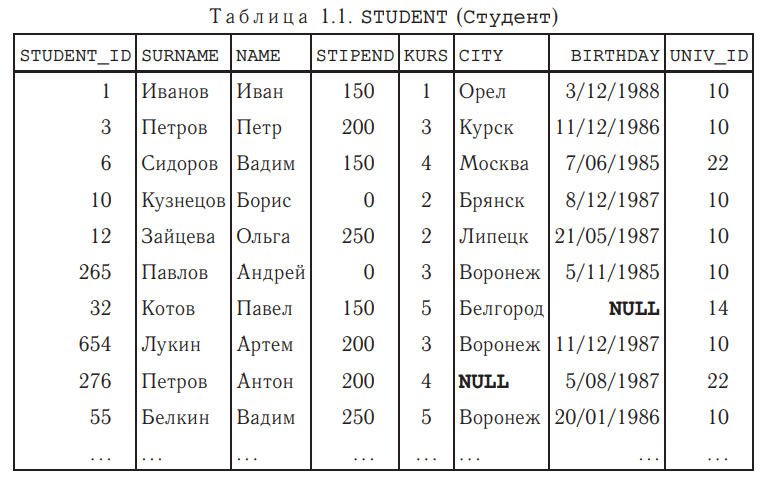 Таблица 1.1. STUDENT (Студент)
STUDENT_ID SURNAME NAME STIPEND KURS CITY BIRTHDAY UNIV_ID
1 Иванов Иван 150 1 Орел 3/12/1988 10
3 Петров Петр 200 3 Курск 11/12/1986 10
6 Сидоров Вадим 150 4 Москва 7/06/1985 22
10 Кузнецов Борис 0 2 Брянск 8/12/1987 10
12 Зайцева Ольга 250 2 Липецк 21/05/1987 10
265 Павлов Андрей 0 3 Воронеж 5/11/1985 10
32 Котов Павел 150 5 Белгород NULL 14
654 Лукин Артем 200 3 Воронеж 11/12/1987 10
276 Петров Антон 200 4 NULL 5/08/1987 22
55 Белкин Вадим 250 5 Воронеж 20/01/1986 10
... ... ... ... ... ... ... ...